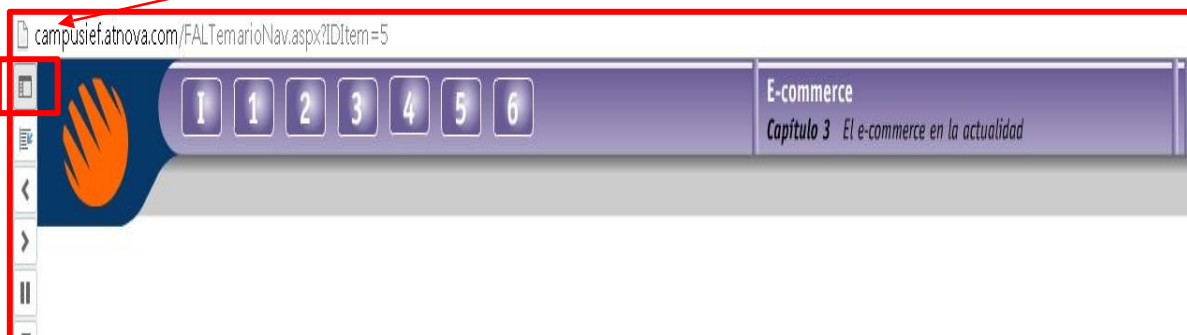 campusief.atnova.com/FALTemarioNav.aspx?IDItem=5
I 1 2 3 4 5 6
E-commerce
Capítulo 3 El e-commerce en la actualidad